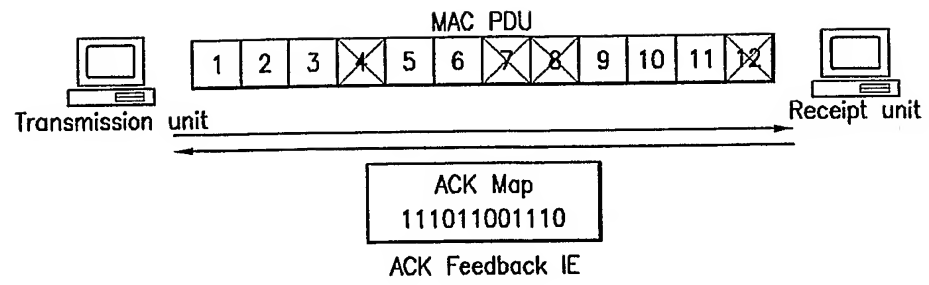 MAC PDU
1 2 3 4 5 6 7 8 9 10 11 12
Transmission unit
Receipt unit
ACK Map
111011001110
ACK Feedback IE